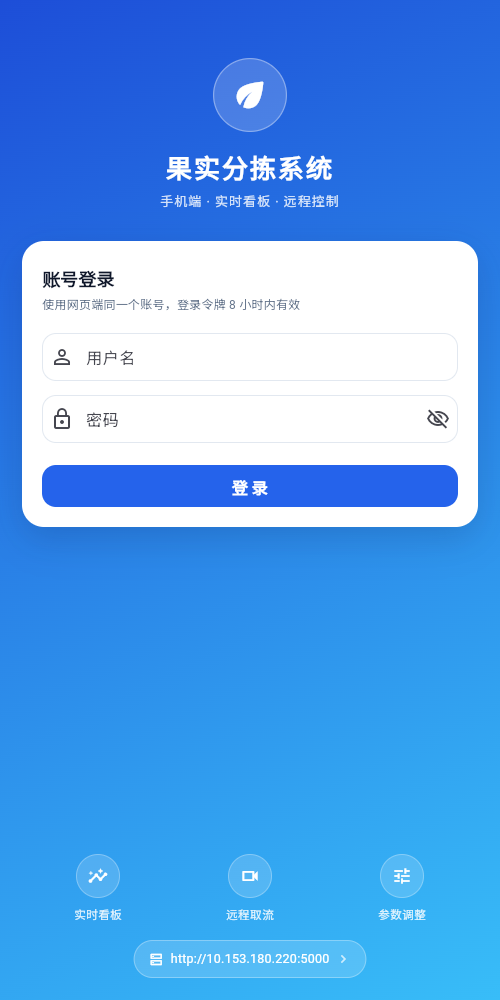 果实分拣系统
手机端 · 实时看板 · 远程控制
账号登录
使用网页端同一个账号，登录令牌 8 小时内有效
用户名
密码
登 录
实时看板 远程取流 参数调整
http://10.153.180.220:5000